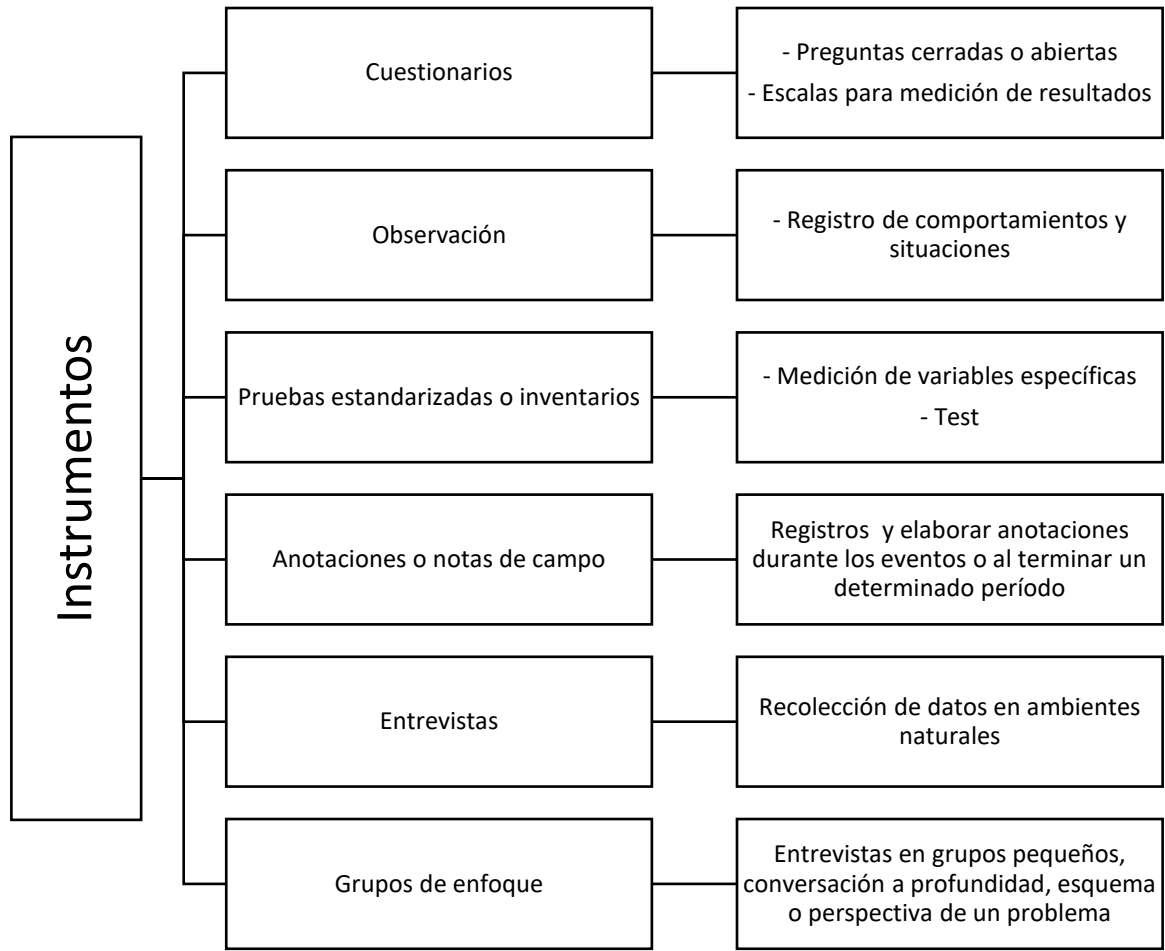 Instrumentos
Cuestionarios
- Preguntas cerradas o abiertas
- Escalas para medición de resultados
Observación
- Registro de comportamientos y
situaciones
Pruebas estandarizadas o inventarios
- Medición de variables específicas
- Test
Anotaciones o notas de campo
Registros y elaborar anotaciones
durante los eventos o al terminar un
determinado período
Entrevistas
Recolección de datos en ambientes
naturales
Grupos de enfoque
Entrevistas en grupos pequeños,
conversación a profundidad, esquema
o perspectiva de un problema